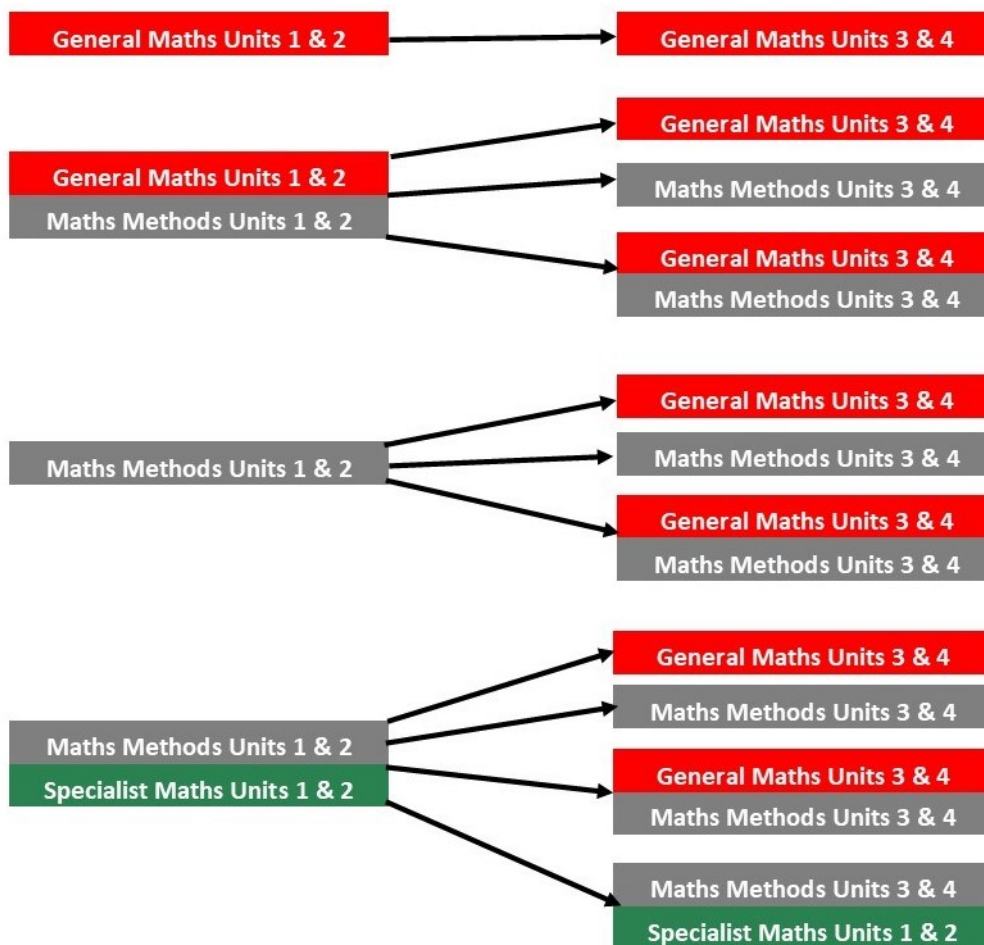 General Maths Units 1 & 2
General Maths Units 3 & 4
General Maths Units 1 & 2
Maths Methods Units 1 & 2
General Maths Units 3 & 4
Maths Methods Units 3 & 4
General Maths Units 3 & 4
Maths Methods Units 3 & 4
Maths Methods Units 1 & 2
General Maths Units 3 & 4
Maths Methods Units 3 & 4
General Maths Units 3 & 4
Maths Methods Units 3 & 4
Maths Methods Units 1 & 2
Specialist Maths Units 1 & 2
General Maths Units 3 & 4
Maths Methods Units 3 & 4
General Maths Units 3 & 4
Maths Methods Units 3 & 4
Maths Methods Units 3 & 4
Specialist Maths Units 1 & 2